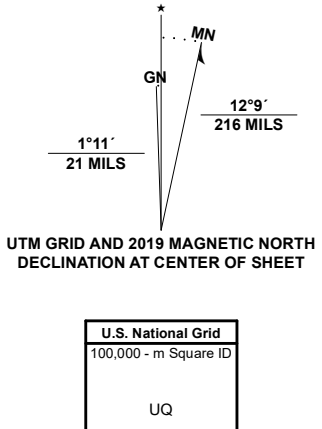 ★
MN
GN
12°9´
216 MILS
1°11´
21 MILS
UTM GRID AND 2019 MAGNETIC NORTH
DECLINATION AT CENTER OF SHEET
U.S. National Grid
100,000 - m Square ID
UQ